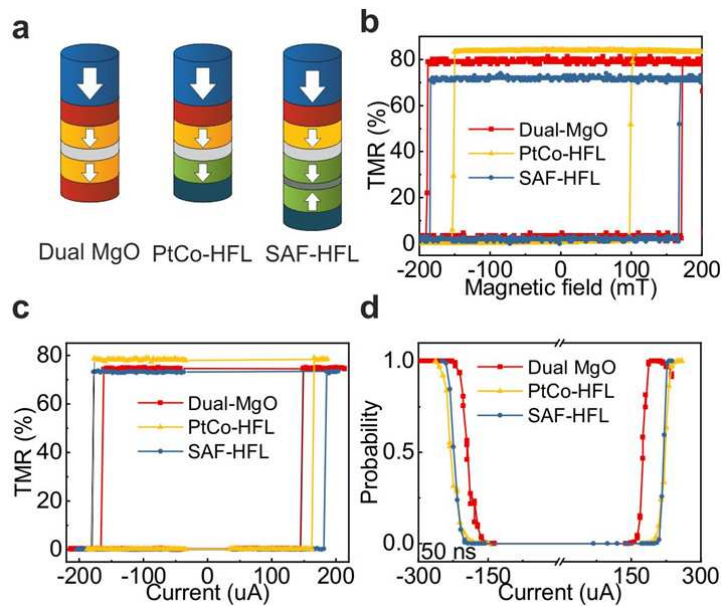 a
Dual MgO
PtCo-HFL
SAF-HFL
b
TMR (%)
80
60
40
20
0
Dual-MgO
PtCo-HFL
SAF-HFL
-200
-100
0
100
200
Magnetic field (mT)
c
TMR (%)
80
60
40
20
0
Dual-MgO
PtCo-HFL
SAF-HFL
-200
-100
0
100
200
Current (uA)
d
Probability
1.0
0.5
0.0
Dual MgO
PtCo-HFL
SAF-HFL
50 ns
-300
-150
150
300
Current (uA)